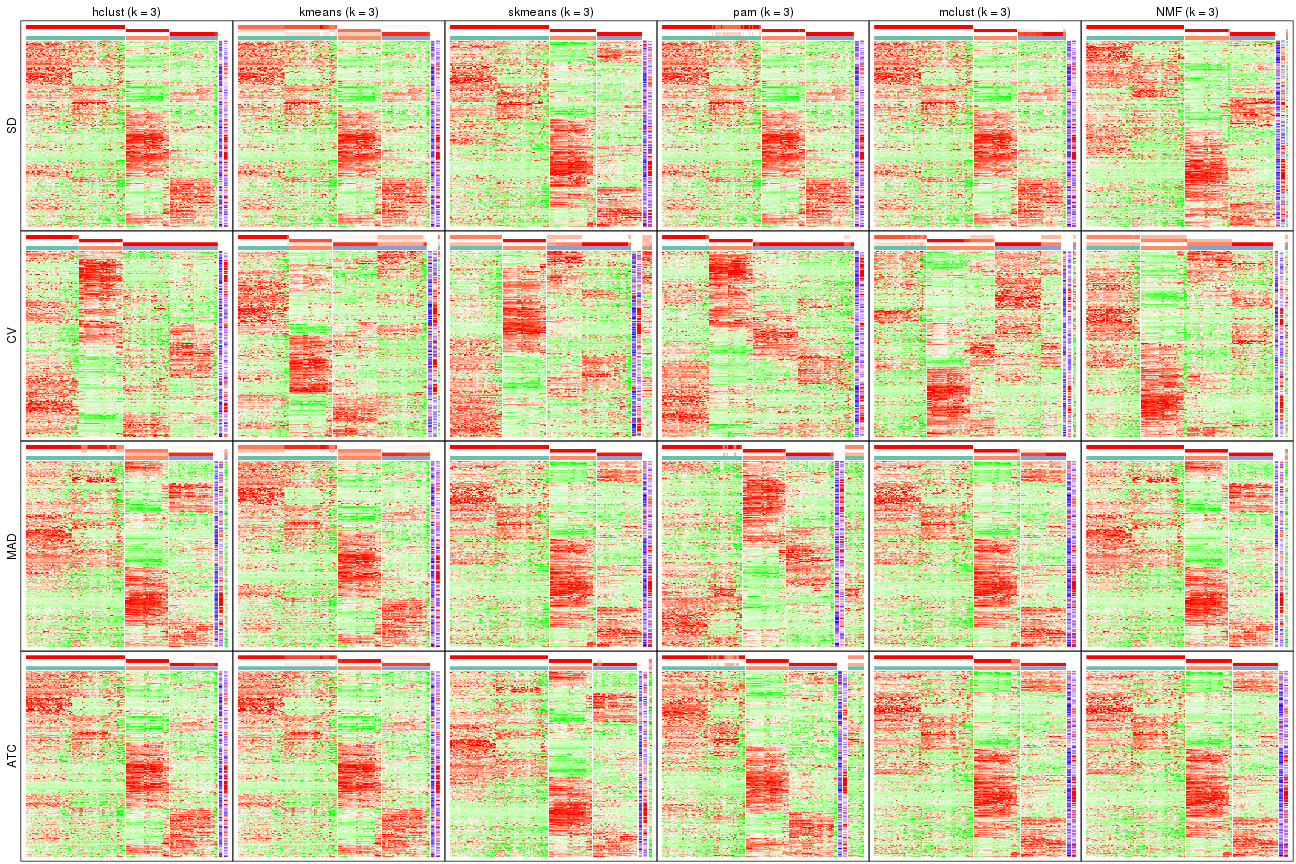 hclust (k = 3) kmeans (k = 3) skmeans (k = 3) pam (k = 3) mclust (k = 3) NMF (k = 3)
SD
CV
MAD
ATC